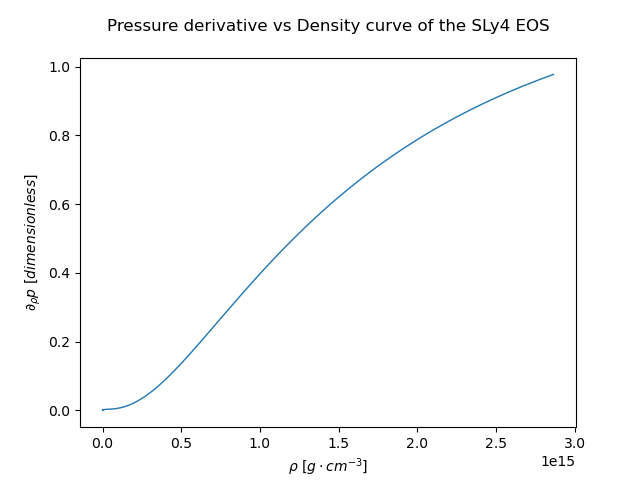 Pressure derivative vs Density curve of the SLy4 EOS
1.0
0.8
0.6
0.4
0.2
0.0
∂ρp [dimensionless]
0.0 0.5 1.0 1.5 2.0 2.5 3.0
1e15
ρ [g · cm⁻³]